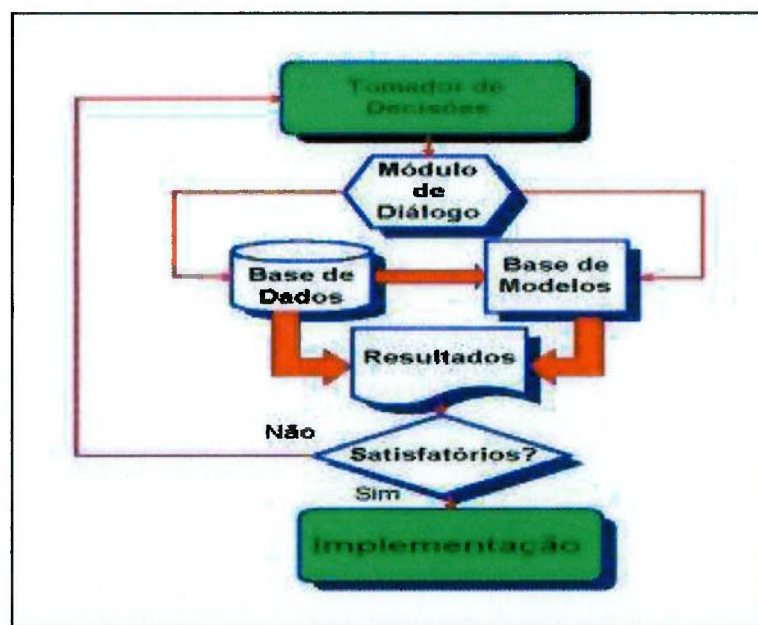 Tomador de
Decisões
Módulo
de
Diálogo
Base de
Dados
Base de
Modelos
Resultados
Não
Satisfatórios?
Sim
Implementação